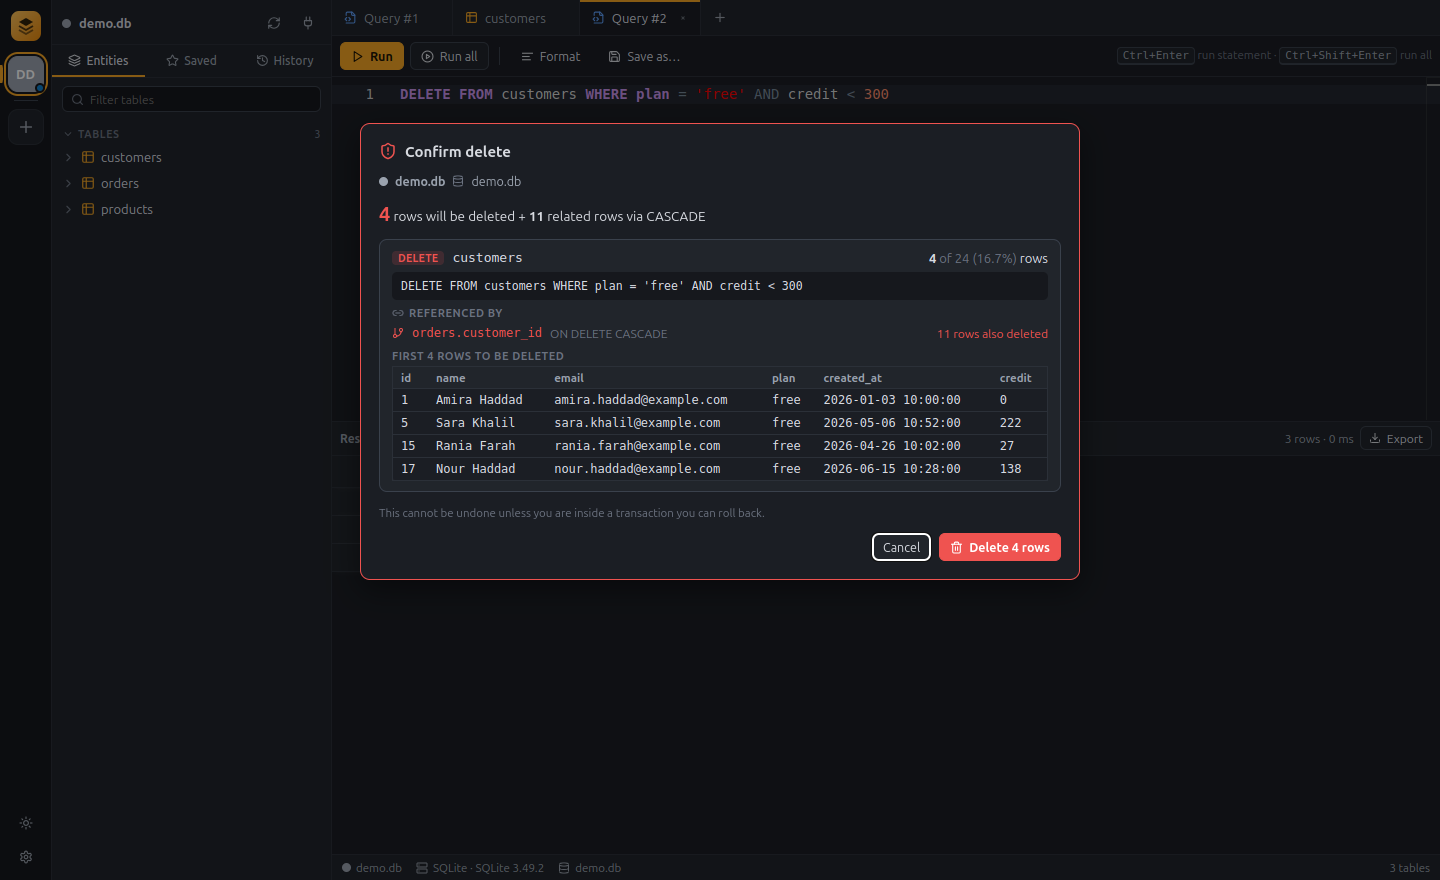 demo.db
Query #1
customers
Query #2
Run
Run all
Format
Save as...
Ctrl+Enter run statement · Ctrl+Shift+Enter run all
DD
Entities
Saved
History
Filter tables
TABLES 3
customers
orders
products
1 DELETE FROM customers WHERE plan = 'free' AND credit < 300
Confirm delete
demo.db demo.db
4 rows will be deleted + 11 related rows via CASCADE
DELETE customers 4 of 24 (16.7%) rows
DELETE FROM customers WHERE plan = 'free' AND credit < 300
REFERENCED BY
orders.customer_id ON DELETE CASCADE 11 rows also deleted
FIRST 4 ROWS TO BE DELETED
id name email plan created_at credit
1 Amira Haddad amira.haddad@example.com free 2026-01-03 10:00:00 0
5 Sara Khalil sara.khalil@example.com free 2026-05-06 10:52:00 222
15 Rania Farah rania.farah@example.com free 2026-04-26 10:02:00 27
17 Nour Haddad nour.haddad@example.com free 2026-06-15 10:28:00 138
This cannot be undone unless you are inside a transaction you can roll back.
Cancel
Delete 4 rows
Res
3 rows · 0 ms
Export
demo.db SQLite · SQLite 3.49.2 demo.db 3 tables